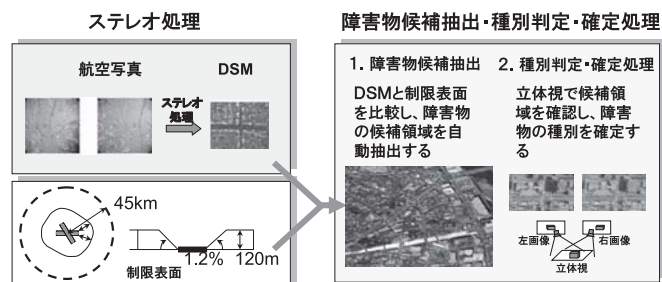 ステレオ処理
航空写真
DSM
ステレオ
処理
45km
1.2%
120m
制限表面
障害物候補抽出・種別判定・確定処理
1. 障害物候補抽出
DSMと制限表面
を比較し、障害物
の候補領域を自
動抽出する
2. 種別判定・確定処理
立体視で候補領
域を確認し、障害
物の種別を確定す
る
左画像
右画像
立体視